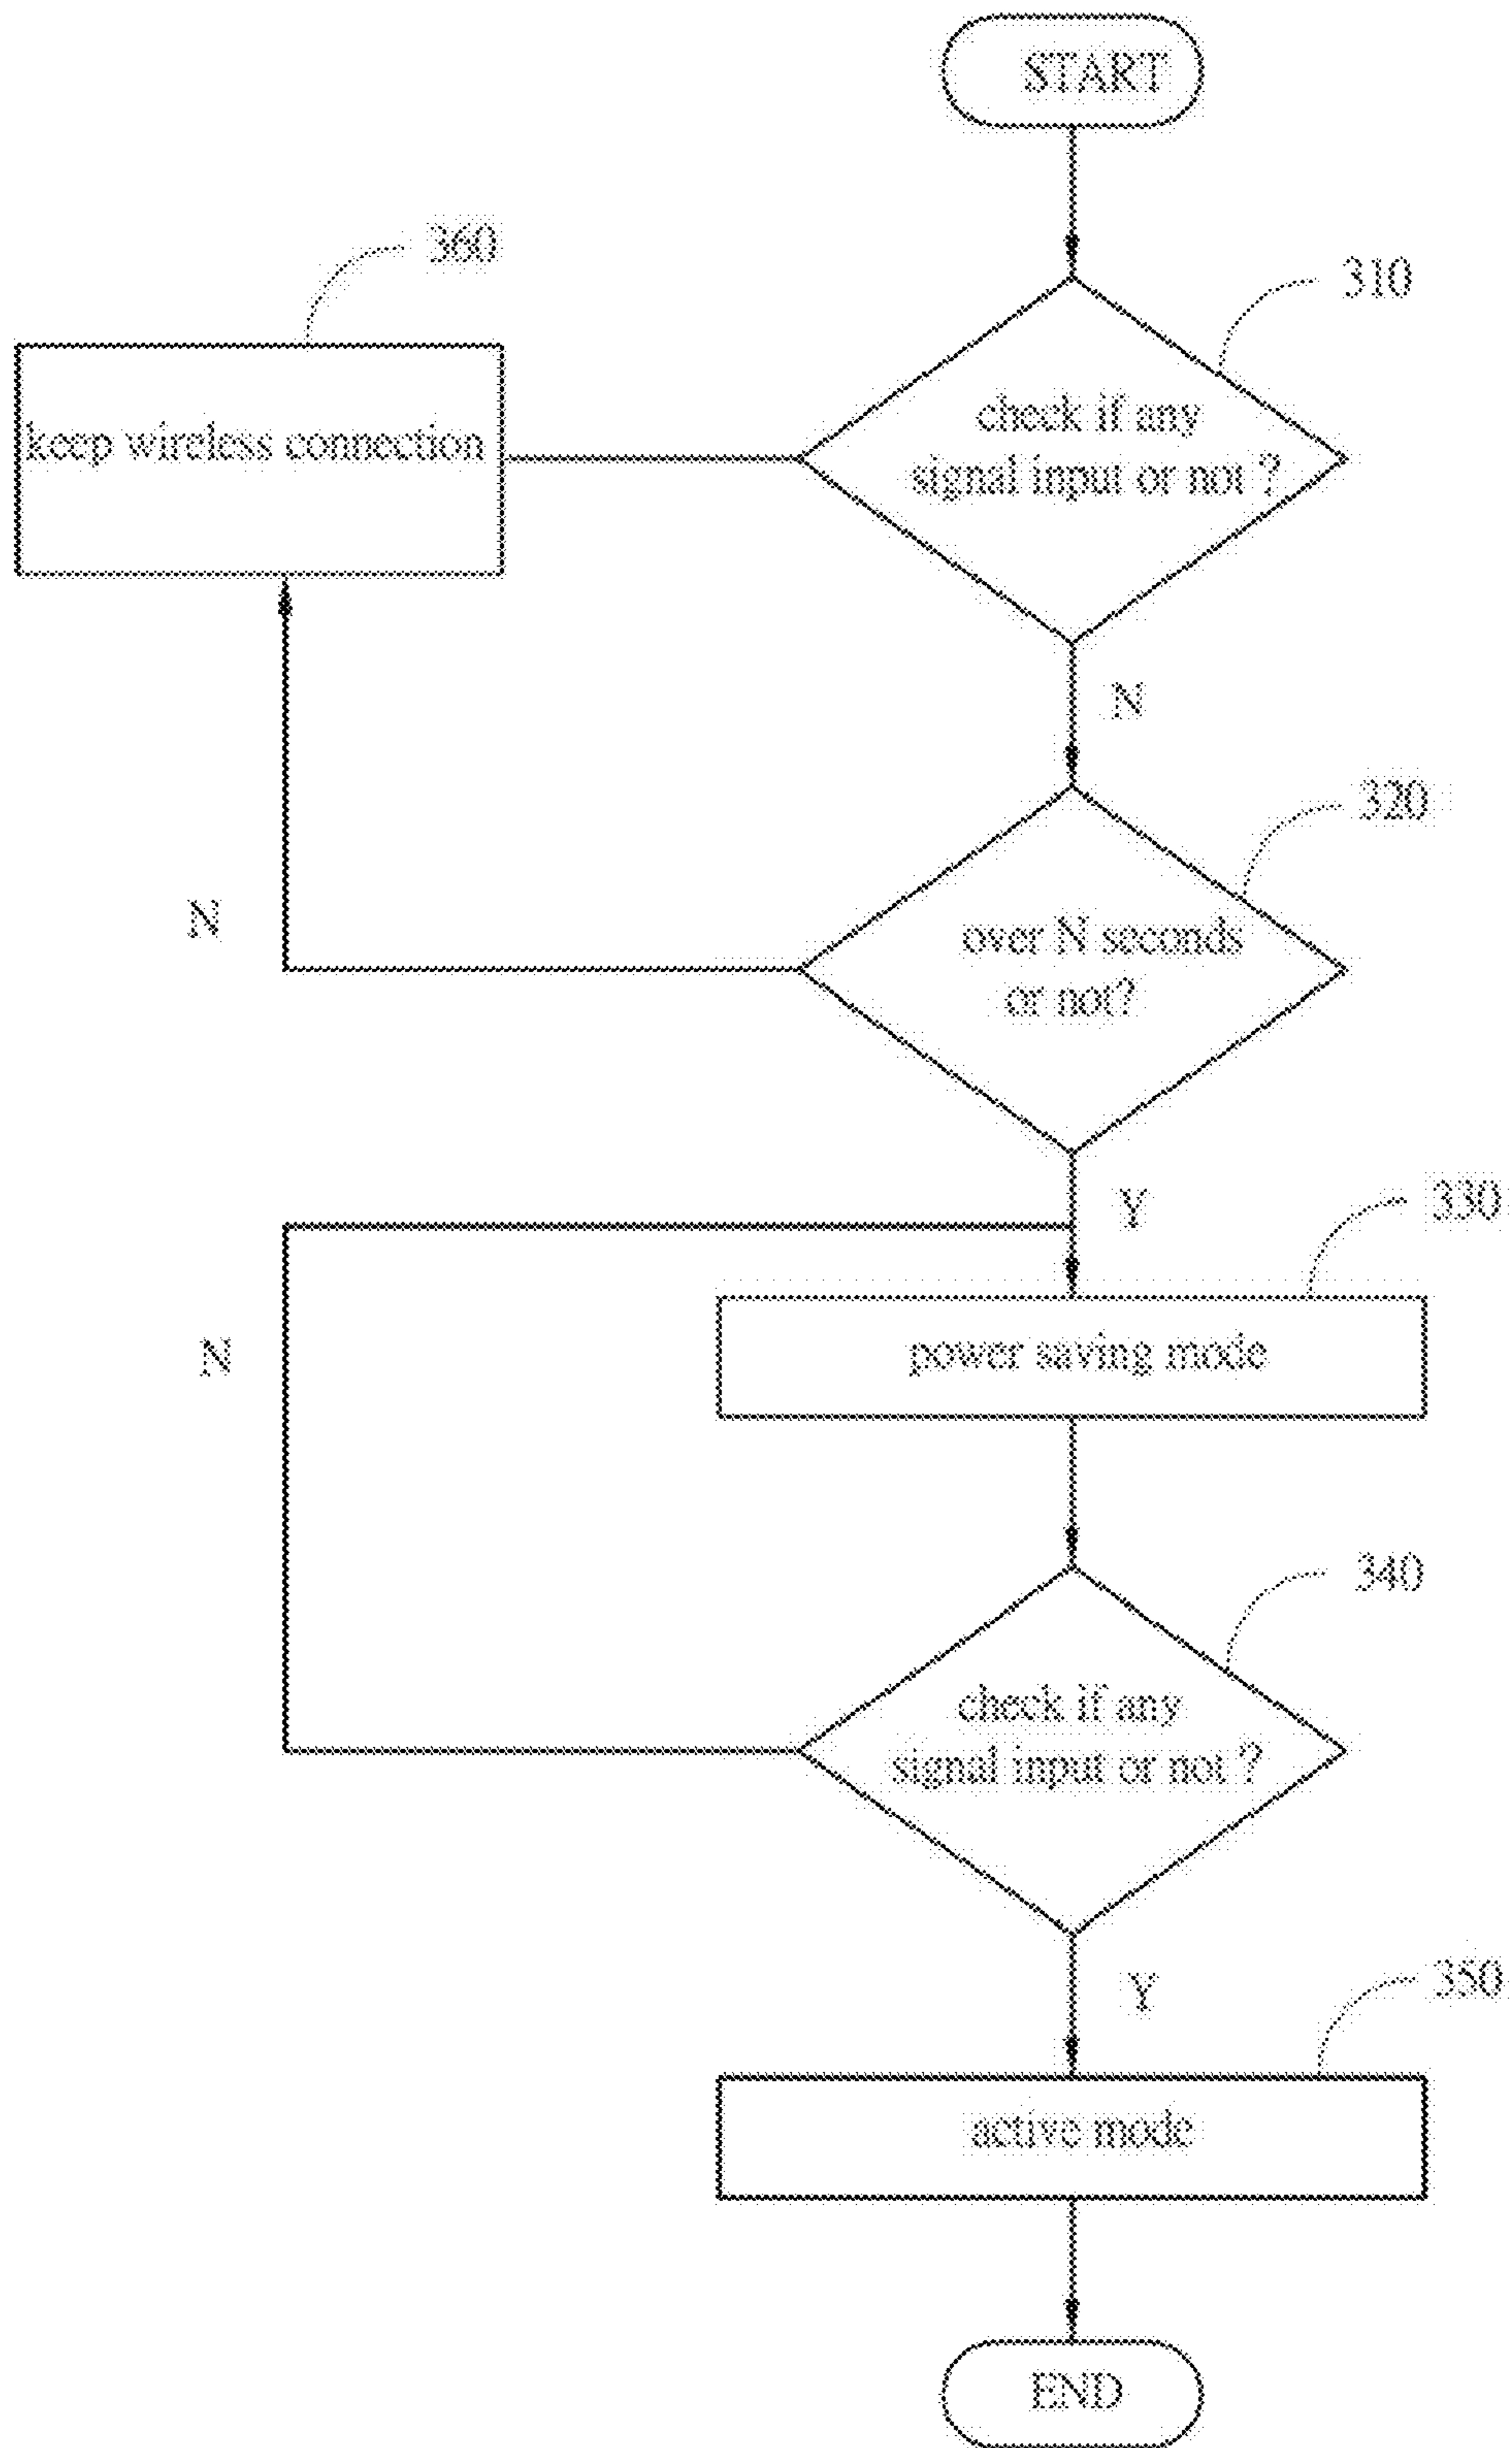 START
360
310
keep wireless connection
check if any
signal input or not ?
N
320
N
over N seconds
or not?
Y
330
N
power saving mode
340
check if any
signal input or not ?
Y
350
active mode
END